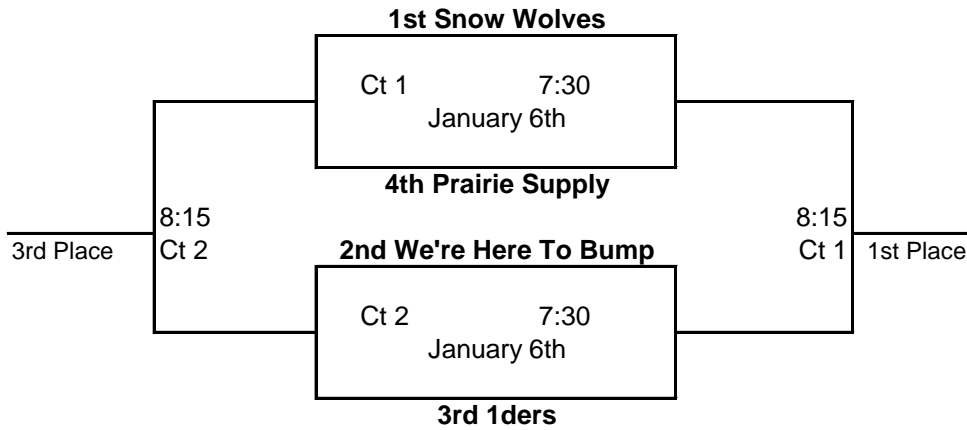 1st Snow Wolves
Ct 1 7:30
January 6th
4th Prairie Supply
8:15
3rd Place
Ct 2
8:15
Ct 1
1st Place
2nd We're Here To Bump
Ct 2 7:30
January 6th
3rd 1ders